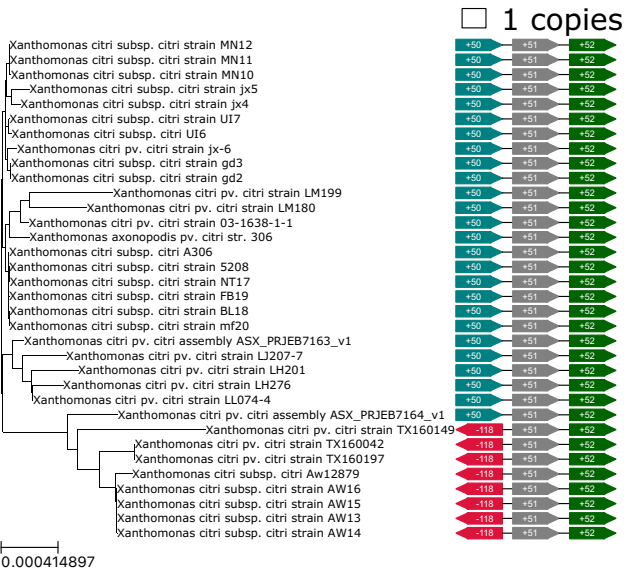 1 copies
Xanthomonas citri subsp. citri strain MN12 +50 +51 +52
Xanthomonas citri subsp. citri strain MN11 +50 +51 +52
Xanthomonas citri subsp. citri strain MN10 +50 +51 +52
Xanthomonas citri subsp. citri strain jx5 +50 +51 +52
Xanthomonas citri subsp. citri strain jx4 +50 +51 +52
Xanthomonas citri subsp. citri strain UI7 +50 +51 +52
Xanthomonas citri subsp. citri UI6 +50 +51 +52
Xanthomonas citri pv. citri strain jx-6 +50 +51 +52
Xanthomonas citri subsp. citri strain gd3 +50 +51 +52
Xanthomonas citri subsp. citri strain gd2 +50 +51 +52
Xanthomonas citri pv. citri strain LM199 +50 +51 +52
Xanthomonas citri pv. citri strain LM180 +50 +51 +52
Xanthomonas citri pv. citri strain 03-1638-1-1 +50 +51 +52
Xanthomonas axonopodis pv. citri str. 306 +50 +51 +52
Xanthomonas citri subsp. citri A306 +50 +51 +52
Xanthomonas citri subsp. citri strain 5208 +50 +51 +52
Xanthomonas citri subsp. citri strain NT17 +50 +51 +52
Xanthomonas citri subsp. citri strain FB19 +50 +51 +52
Xanthomonas citri subsp. citri strain BL18 +50 +51 +52
Xanthomonas citri subsp. citri strain mf20 +50 +51 +52
Xanthomonas citri pv. citri assembly ASX_PRJEB7163_v1 +50 +51 +52
Xanthomonas citri pv. citri strain LJ207-7 +50 +51 +52
Xanthomonas citri pv. citri strain LH201 +50 +51 +52
Xanthomonas citri pv. citri strain LH276 +50 +51 +52
Xanthomonas citri pv. citri strain LL074-4 +50 +51 +52
Xanthomonas citri pv. citri assembly ASX_PRJEB7164_v1 +50 +51 +52
Xanthomonas citri pv. citri strain TX160149 -118 +51 +52
Xanthomonas citri pv. citri strain TX160042 -118 +51 +52
Xanthomonas citri pv. citri strain TX160197 -118 +51 +52
Xanthomonas citri subsp. citri Aw12879 -118 +51 +52
Xanthomonas citri subsp. citri strain AW16 -118 +51 +52
Xanthomonas citri subsp. citri strain AW15 -118 +51 +52
Xanthomonas citri subsp. citri strain AW13 -118 +51 +52
Xanthomonas citri subsp. citri strain AW14 -118 +51 +52
0.000414897